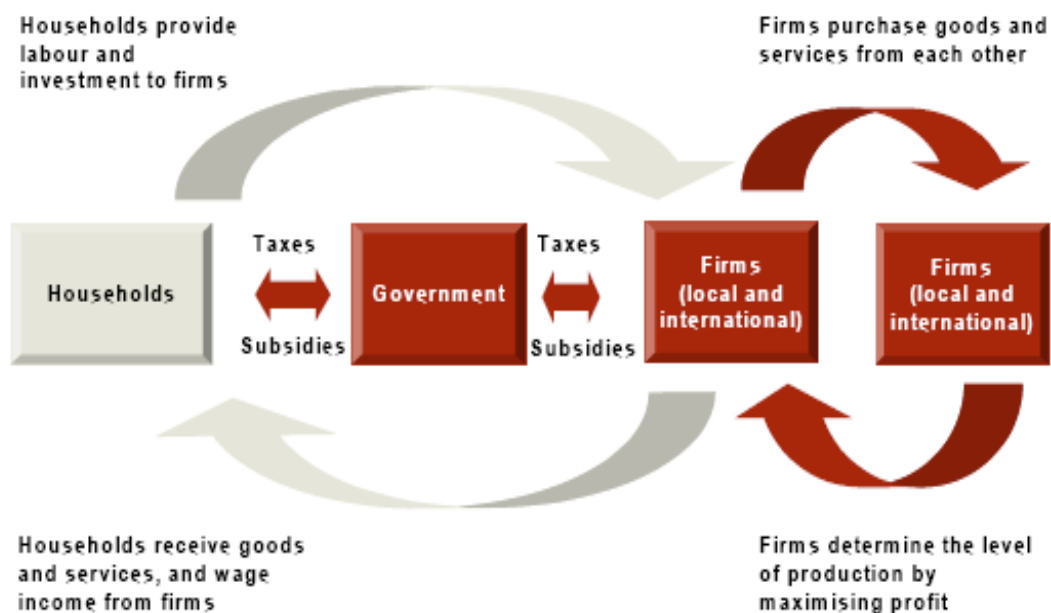 Households provide
labour and
investment to firms
Firms purchase goods and
services from each other
Households
Taxes
Subsidies
Government
Taxes
Subsidies
Firms
(local and
international)
Firms
(local and
international)
Households receive goods
and services, and wage
income from firms
Firms determine the level
of production by
maximising profit